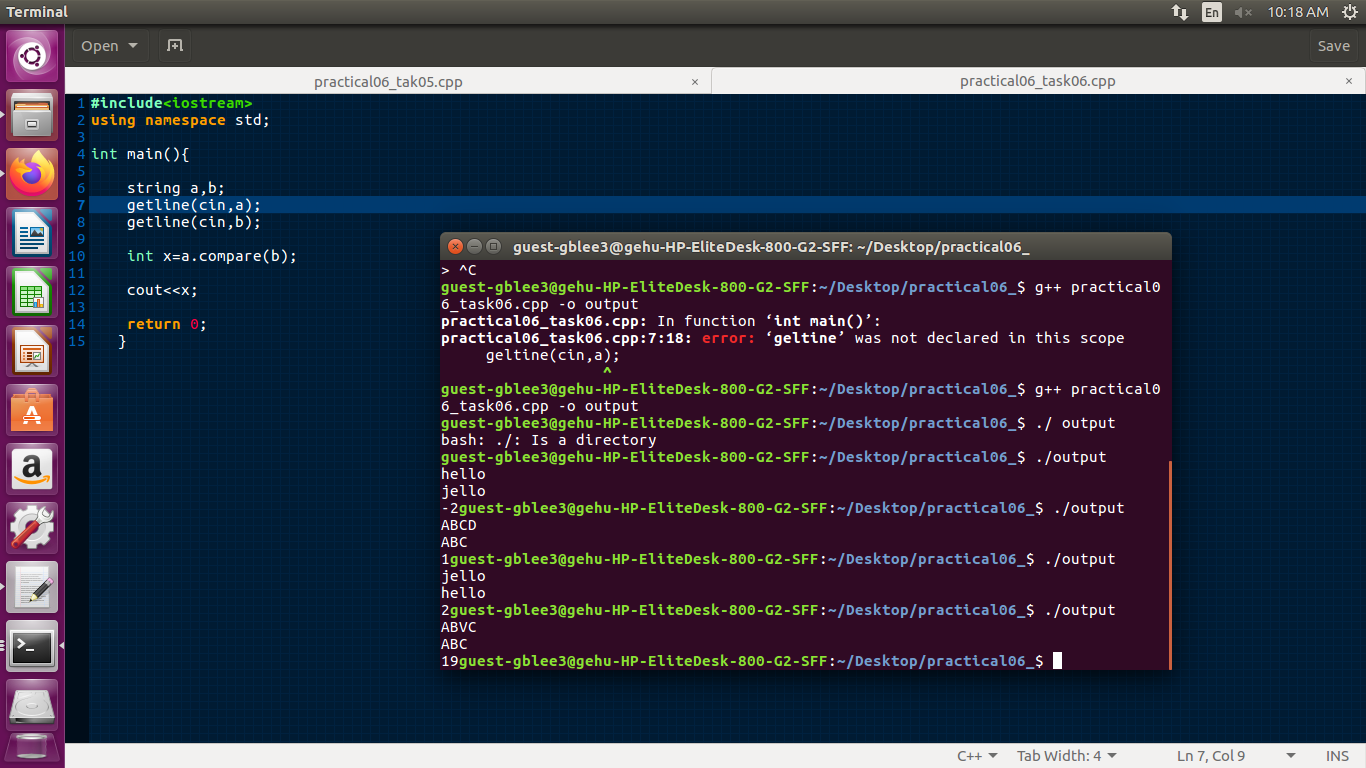 Terminal
En
10:18 AM
Open
Save
practical06_tak05.cpp ×
practical06_task06.cpp ×
1 #include<iostream>
2 using namespace std;
3
4 int main(){
5
6 string a,b;
7 getline(cin,a);
8 getline(cin,b);
9
10 int x=a.compare(b);
11
12 cout<<x;
13
14 return 0;
15 }
guest-gblee3@gehu-HP-EliteDesk-800-G2-SFF: ~/Desktop/practical06_
> ^C
guest-gblee3@gehu-HP-EliteDesk-800-G2-SFF:~/Desktop/practical06_$ g++ practical0
6_task06.cpp -o output
practical06_task06.cpp: In function ‘int main()’:
practical06_task06.cpp:7:18: error: ‘geltine’ was not declared in this scope
geltine(cin,a);
^
guest-gblee3@gehu-HP-EliteDesk-800-G2-SFF:~/Desktop/practical06_$ g++ practical0
6_task06.cpp -o output
guest-gblee3@gehu-HP-EliteDesk-800-G2-SFF:~/Desktop/practical06_$ ./ output
bash: ./: Is a directory
guest-gblee3@gehu-HP-EliteDesk-800-G2-SFF:~/Desktop/practical06_$ ./output
hello
jello
-2guest-gblee3@gehu-HP-EliteDesk-800-G2-SFF:~/Desktop/practical06_$ ./output
ABCD
ABC
1guest-gblee3@gehu-HP-EliteDesk-800-G2-SFF:~/Desktop/practical06_$ ./output
jello
hello
2guest-gblee3@gehu-HP-EliteDesk-800-G2-SFF:~/Desktop/practical06_$ ./output
ABVC
ABC
19guest-gblee3@gehu-HP-EliteDesk-800-G2-SFF:~/Desktop/practical06_$
C++
Tab Width: 4
Ln 7, Col 9
INS